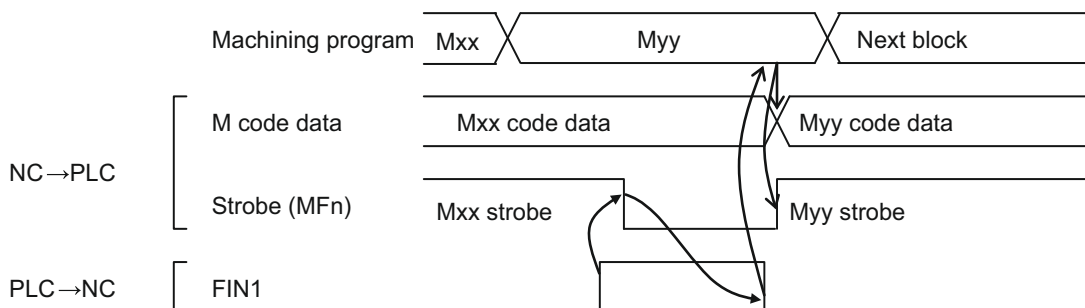 Machining program Mxx Myy Next block
M code data Mxx code data Myy code data
NC→PLC
Strobe (MFn) Mxx strobe Myy strobe
PLC→NC FIN1